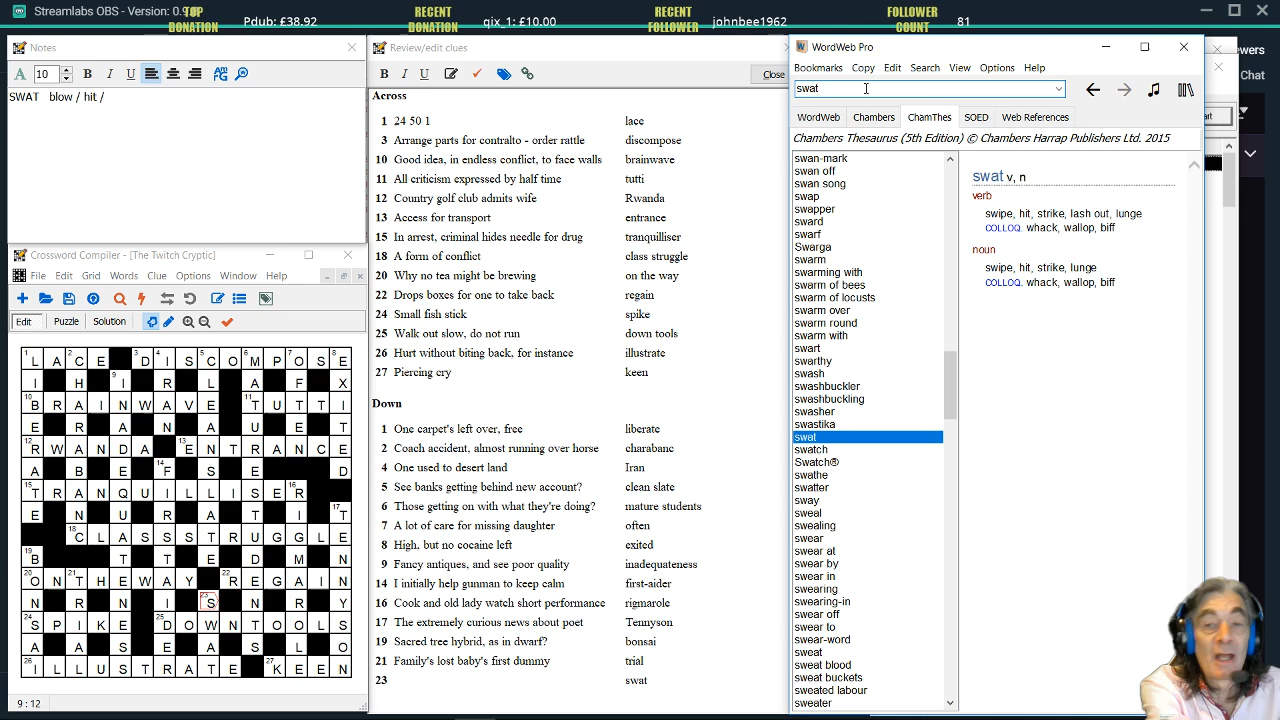 Streamlabs OBS - Version: 0.9
TOP DONATION
Pdub: £38.92
RECENT DONATION
qix_1: £10.00
RECENT FOLLOWER
johnbee1962
FOLLOWER COUNT
81
Notes
A 10 B I U
SWAT blow / hit /
Crossword Compiler - [The Twitch Cryptic]
File Edit Grid Words Clue Options Window Help
Edit Puzzle Solution
9 : 12
Review/edit clues
B I U Close
Across
1 24 50 1 lace
3 Arrange parts for contralto - order rattle discompose
10 Good idea, in endless conflict, to face walls brainwave
11 All criticism expressed by half time tutti
12 Country golf club admits wife Rwanda
13 Access for transport entrance
15 In arrest, criminal hides needle for drug tranquilliser
18 A form of conflict class struggle
20 Why no tea might be brewing on the way
22 Drops boxes for one to take back regain
24 Small fish stick spike
25 Walk out slow, do not run down tools
26 Hurt without biting back, for instance illustrate
27 Piercing cry keen
Down
1 One carpet's left over, free liberate
2 Coach accident, almost running over horse charabanc
4 One used to desert land Iran
5 See banks getting behind new account? clean slate
6 Those getting on with what they're doing? mature students
7 A lot of care for missing daughter often
8 High, but no cocaine left exited
9 Fancy antiques, and see poor quality inadequateness
14 I initially help gunman to keep calm first-aider
16 Cook and old lady watch short performance rigmarole
17 The extremely curious news about poet Tennyson
19 Sacred tree hybrid, as in dwarf? bonsai
21 Family's lost baby's first dummy trial
23 swat
WordWeb Pro
Bookmarks Copy Edit Search View Options Help
swat
WordWeb Chambers ChamThes SOED Web References
Chambers Thesaurus (5th Edition) © Chambers Harrap Publishers Ltd. 2015
swan-mark
swan off
swan song
swap
swapper
sward
swarf
Swarga
swarm
swarming with
swarm of bees
swarm of locusts
swarm over
swarm round
swarm with
swart
swarthy
swash
swashbuckler
swashbuckling
swasher
swastika
swat
swatch
Swatch®
swathe
swatter
sway
sweal
swealing
swear
swear at
swear by
swear in
swearing
swearing-in
swear off
swear to
swear-word
sweat
sweat blood
sweat buckets
sweated labour
sweater
swat v, n
verb
swipe, hit, strike, lash out, lunge
COLLOQ. whack, wallop, biff
noun
swipe, hit, strike, lunge
COLLOQ. whack, wallop, biff
Chat